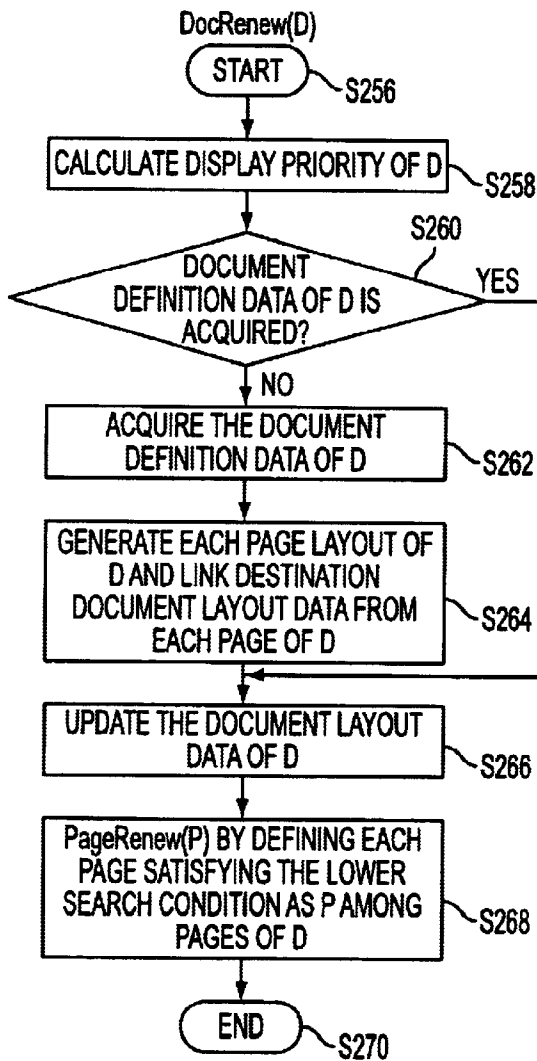 DocRenew(D)
START
S256
CALCULATE DISPLAY PRIORITY OF D
S258
S260
DOCUMENT
DEFINITION DATA OF D IS
ACQUIRED?
YES
NO
ACQUIRE THE DOCUMENT
DEFINITION DATA OF D
S262
GENERATE EACH PAGE LAYOUT OF
D AND LINK DESTINATION
DOCUMENT LAYOUT DATA FROM
EACH PAGE OF D
S264
UPDATE THE DOCUMENT LAYOUT
DATA OF D
S266
PageRenew(P) BY DEFINING EACH
PAGE SATISFYING THE LOWER
SEARCH CONDITION AS P AMONG
PAGES OF D
S268
END
S270